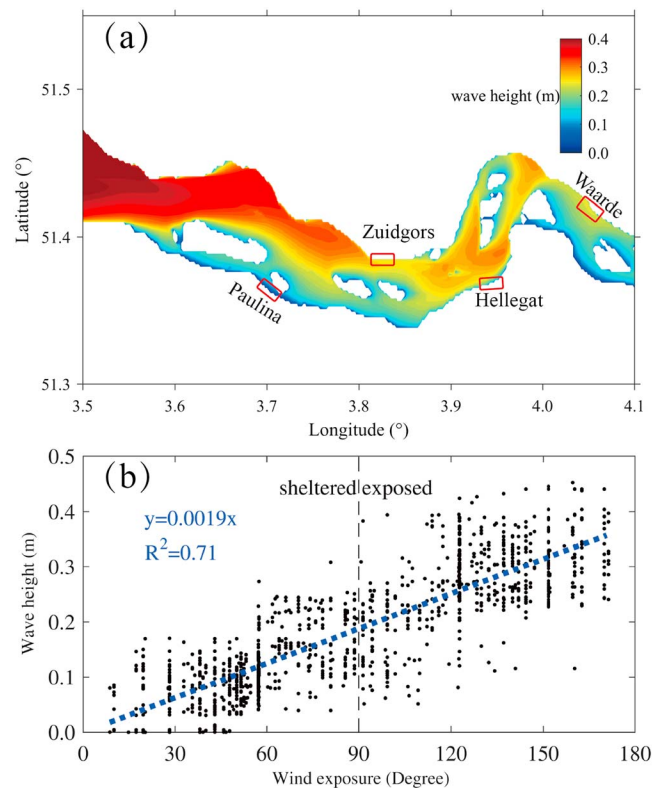 (a)
51.5
51.4
51.3
Latitude (°)
wave height (m)
0.4
0.3
0.2
0.1
0.0
Zuidgors
Waarde
Paulina
Hellegat
3.5 3.6 3.7 3.8 3.9 4.0 4.1
Longitude (°)
(b)
0.5
0.4
0.3
0.2
0.1
0.0
Wave height (m)
sheltered exposed
y=0.0019x
R²=0.71
0 30 60 90 120 150 180
Wind exposure (Degree)